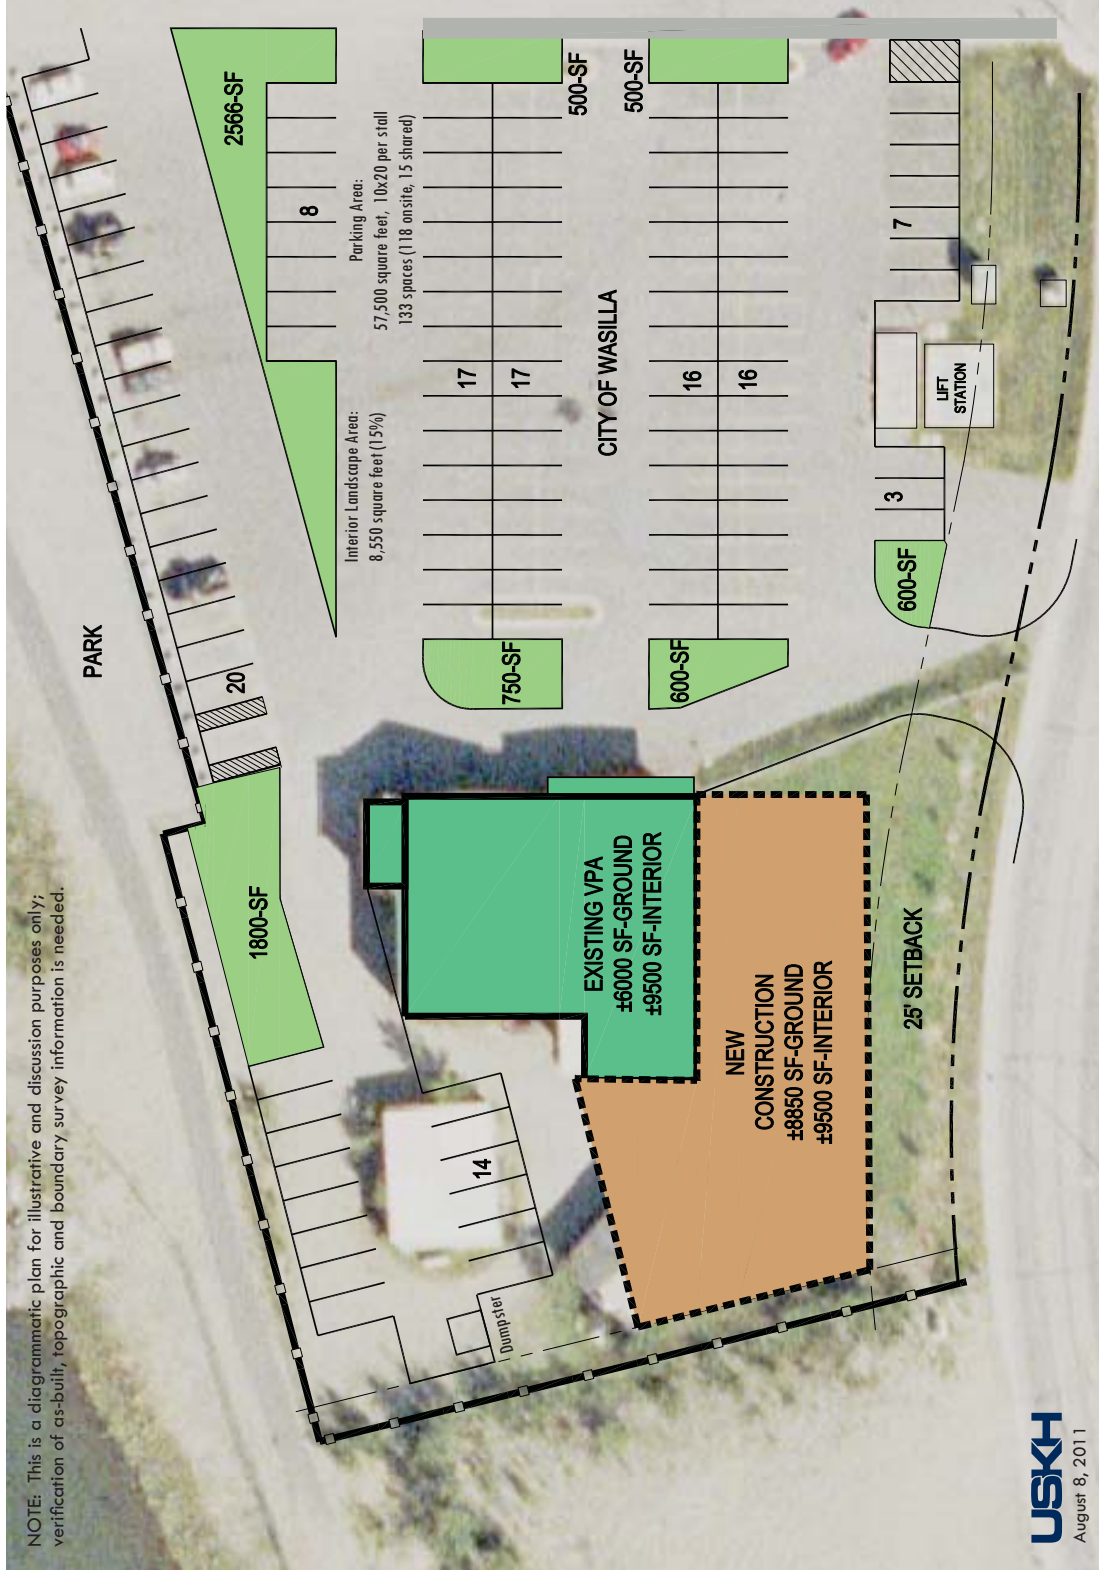 NOTE: This is a diagrammatic plan for illustrative and discussion purposes only;
verification of as-built, topographic and boundary survey information is needed.
PARK
20
2566-SF
1800-SF
8
Parking Area:
57,500 square feet, 10x20 per stall
133 spaces (118 onsite, 15 shared)
Interior Landscape Area:
8,550 square feet (15%)
17
17
500-SF
750-SF
14
Dumpster
CITY OF WASILLA
500-SF
16
16
600-SF
EXISTING VPA
±6000 SF-GROUND
±9500 SF-INTERIOR
NEW
CONSTRUCTION
±8850 SF-GROUND
±9500 SF-INTERIOR
7
3
600-SF
LIFT
STATION
25' SETBACK
USKH
August 8, 2011